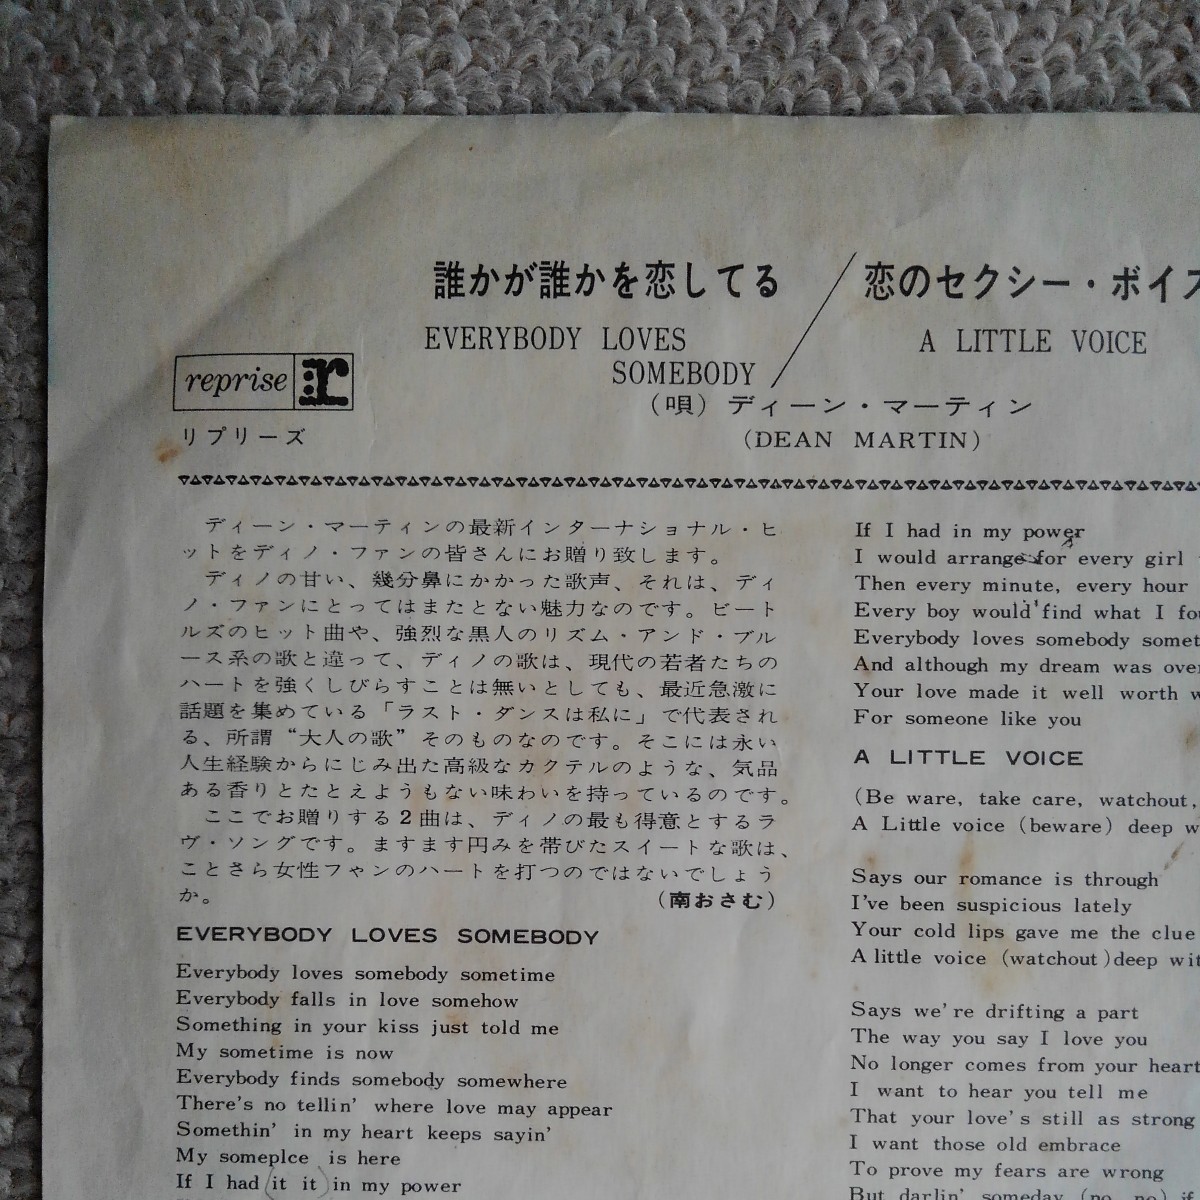 誰かが誰かを恋してる／恋のセクシー・ボイス
EVERYBODY LOVES
SOMEBODY
A LITTLE VOICE
reprise r
リプリーズ
(唄) ディーン・マーティン
(DEAN MARTIN)
ディーン・マーティンの最新インターナショナル・ヒ
ットをディノ・ファンの皆さんにお贈り致します。
ディノの甘い、幾分鼻にかかった歌声、それは、ディ
ノ・ファンにとってはまたとない魅力なのです。ビート
ルズのヒット曲や、強烈な黒人のリズム・アンド・ブル
ース系の歌と違って、ディノの歌は、現代の若者たちの
ハートを強くしびらすことは無いとしても、最近急激に
話題を集めている「ラスト・ダンスは私に」で代表され
る、所謂“大人の歌”そのものなのです。そこには永い
人生経験からにじみ出た高級なカクテルのような、気品
ある香りとたとえようもない味わいを持っているのです。
ここでお贈りする2曲は、ディノの最も得意とするラ
ヴ・ソングです。ますます円みを帯びたスイートな歌は、
ことさら女性ファンのハートを打つのではないでしょう
か。
(南おさむ)
EVERYBODY LOVES SOMEBODY
Everybody loves somebody sometime
Everybody falls in love somehow
Something in your kiss just told me
My sometime is now
Everybody finds somebody somewhere
There's no tellin' where love may appear
Somethin' in my heart keeps sayin'
My someplce is here
If I had (it it) in my power
If I had in my power
I would arrange for every girl
Then every minute, every hour
Every boy would find what I fou
Everybody loves somebody somet
And although my dream was over
Your love made it well worth w
For someone like you
A LITTLE VOICE
(Be ware, take care, watchout,
A Little voice (beware) deep w
Says our romance is through
I've been suspicious lately
Your cold lips gave me the clue
A little voice (watchout) deep wit
Says we're drifting a part
The way you say I love you
No longer comes from your heart
I want to hear you tell me
That your love's still as strong
I want those old embrace
To prove my fears are wrong
But darlin' someday (no, no) if